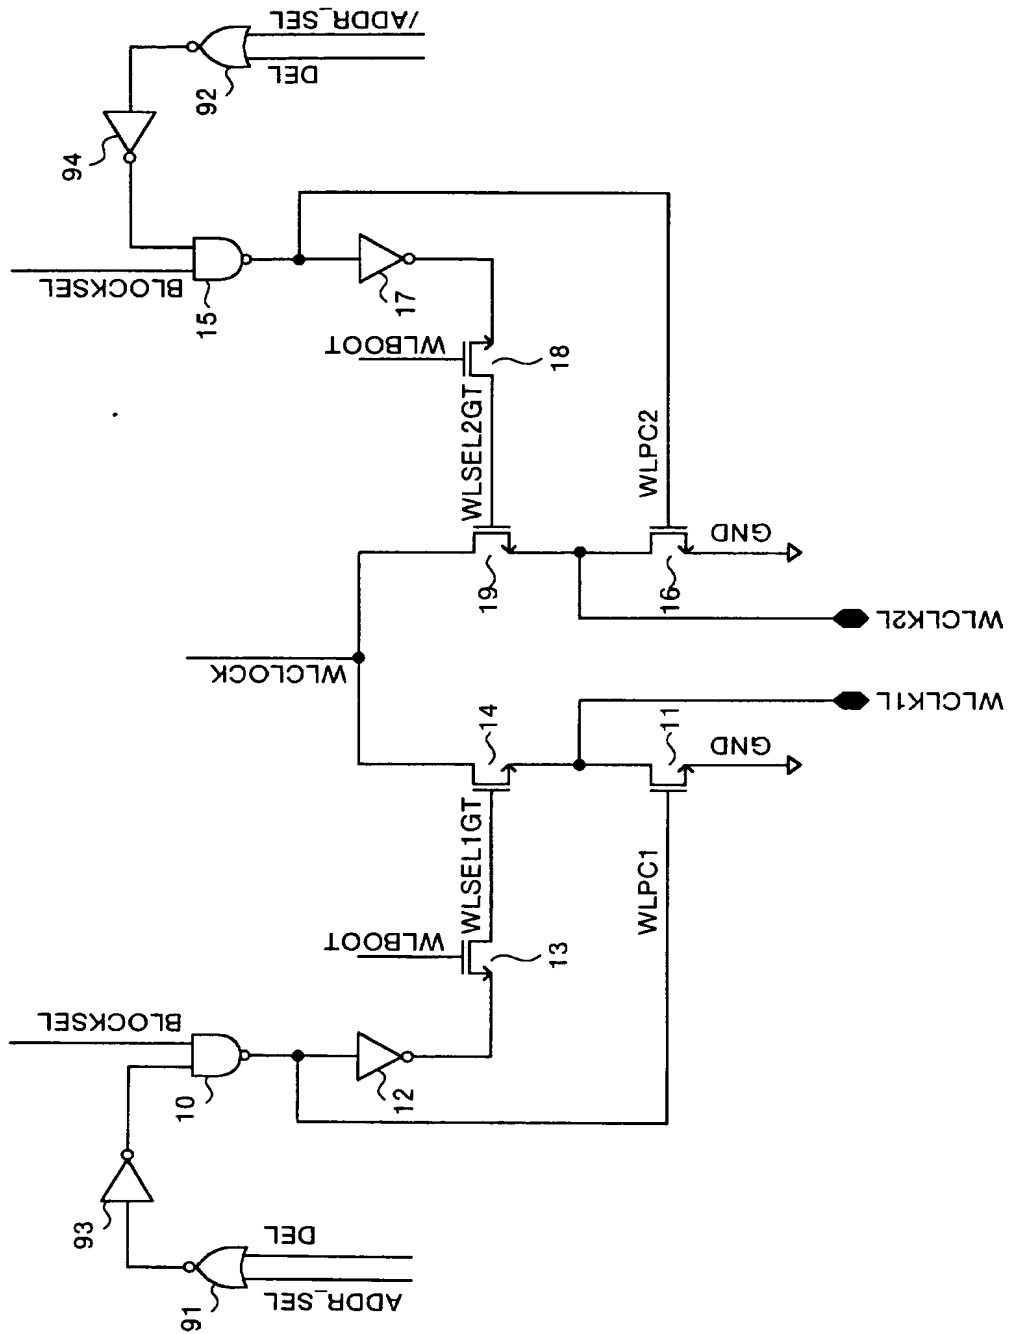 /ADDR_SEL
DEL
92
94
BLOCKSEL
15
17
WLBOOT
18
WLSEL2GT
WLPC2
19
16
GND
WLCLK2L
WLCLOCK
14
11
GND
WLCLK1L
WLSEL1GT
WLPC1
WLBOOT
13
BLOCKSEL
10
12
93
DEL
ADDR_SEL
91